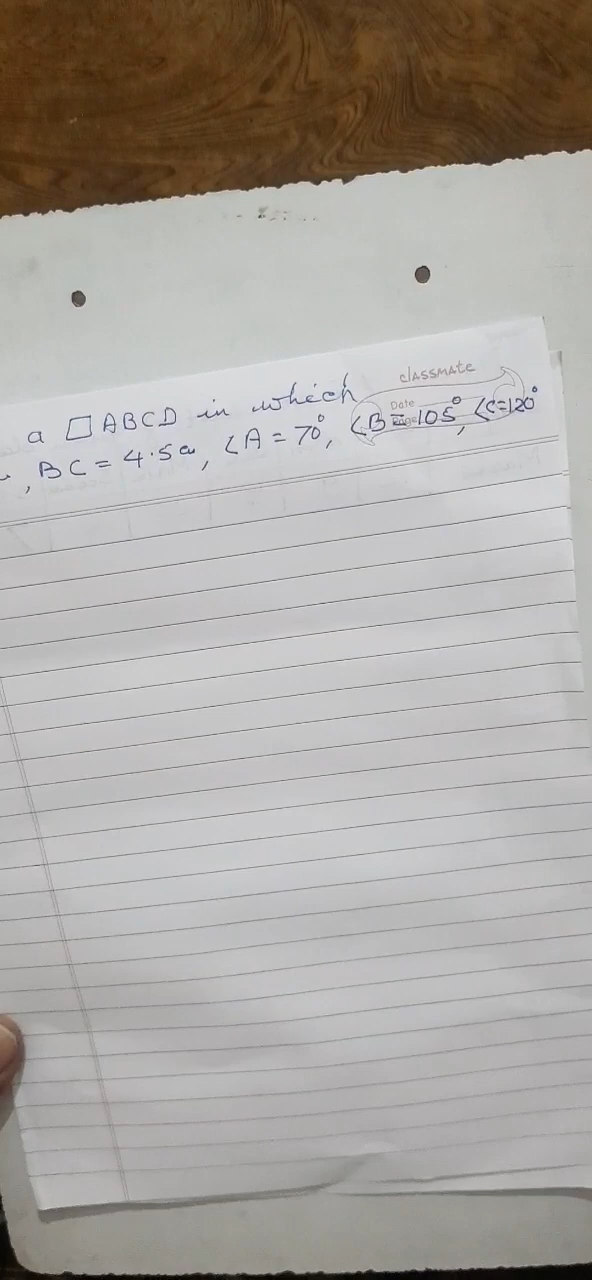 classmate
Date
Page
a □ABCD in which
, BC = 4.5 cm, ∠A = 70°, ∠B = 105°, ∠C=120°